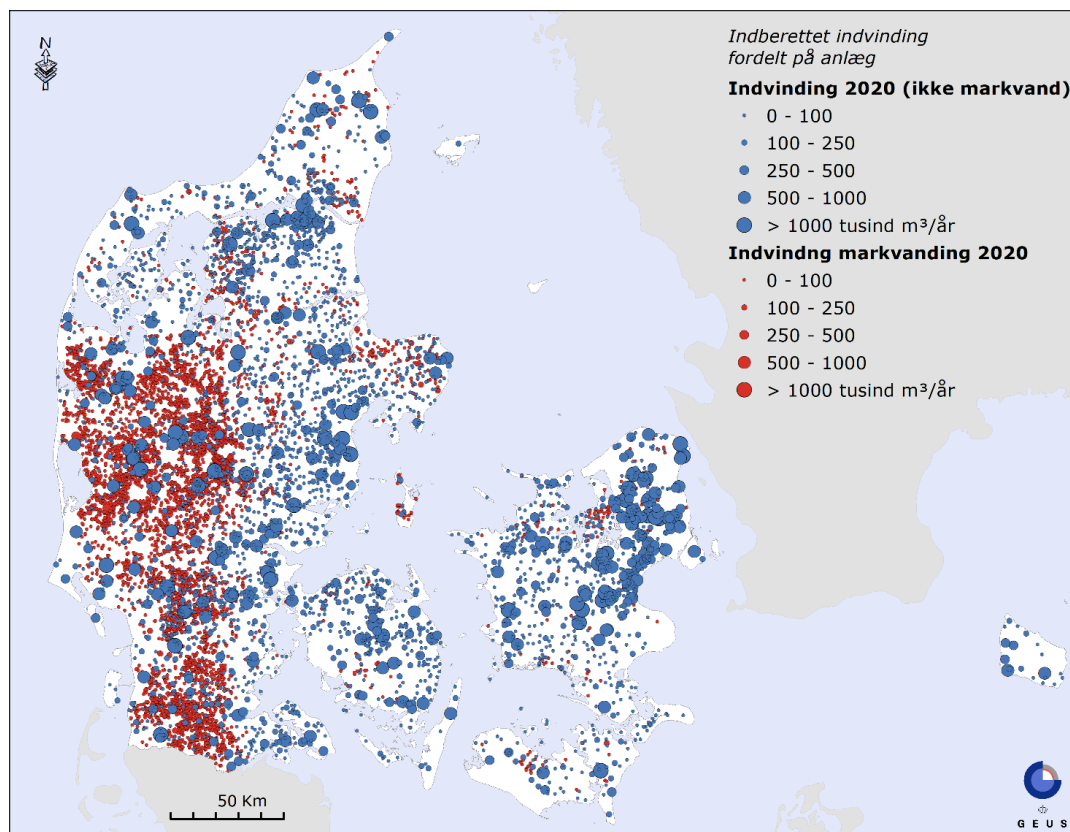 N
Indberettet indvinding
fordelt på anlæg
Indvinding 2020 (ikke markvand)
0 - 100
100 - 250
250 - 500
500 - 1000
> 1000 tusind m³/år
Indvindng markvanding 2020
0 - 100
100 - 250
250 - 500
500 - 1000
> 1000 tusind m³/år
50 Km
G E U S